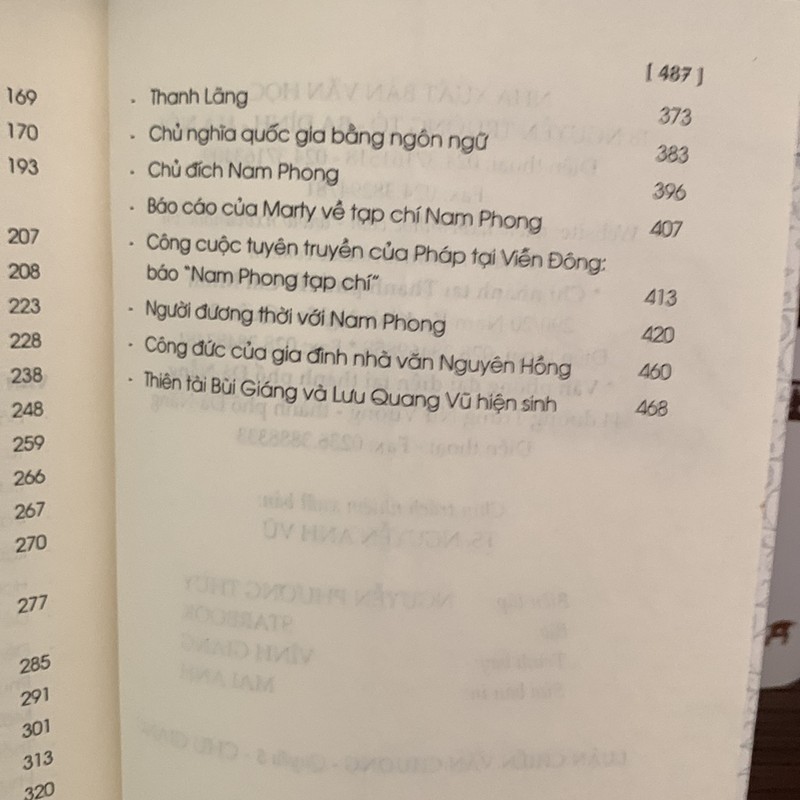 169
170
193
207
208
223
228
238
248
259
266
267
270
277
285
291
301
313
320
[ 487 ]
- Thanh Lãng 373
- Chủ nghĩa quốc gia bằng ngôn ngữ 383
- Chủ đích Nam Phong 396
- Báo cáo của Marty về tạp chí Nam Phong 407
- Công cuộc tuyên truyền của Pháp tại Viễn Đông:
báo "Nam Phong tạp chí" 413
- Người đương thời với Nam Phong 420
- Công đức của gia đình nhà văn Nguyên Hồng 460
- Thiên tài Bùi Giáng và Lưu Quang Vũ hiện sinh 468